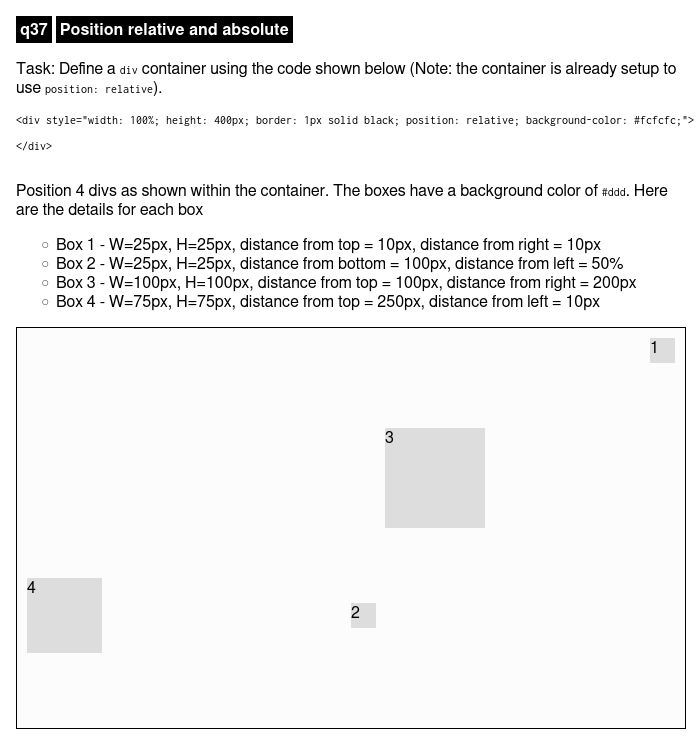 q37 Position relative and absolute
Task: Define a div container using the code shown below (Note: the container is already setup to
use position: relative).
<div style="width: 100%; height: 400px; border: 1px solid black; position: relative; background-color: #fcfcfc;">
</div>
Position 4 divs as shown within the container. The boxes have a background color of #ddd. Here
are the details for each box
○ Box 1 - W=25px, H=25px, distance from top = 10px, distance from right = 10px
○ Box 2 - W=25px, H=25px, distance from bottom = 100px, distance from left = 50%
○ Box 3 - W=100px, H=100px, distance from top = 100px, distance from right = 200px
○ Box 4 - W=75px, H=75px, distance from top = 250px, distance from left = 10px
1
3
4
2